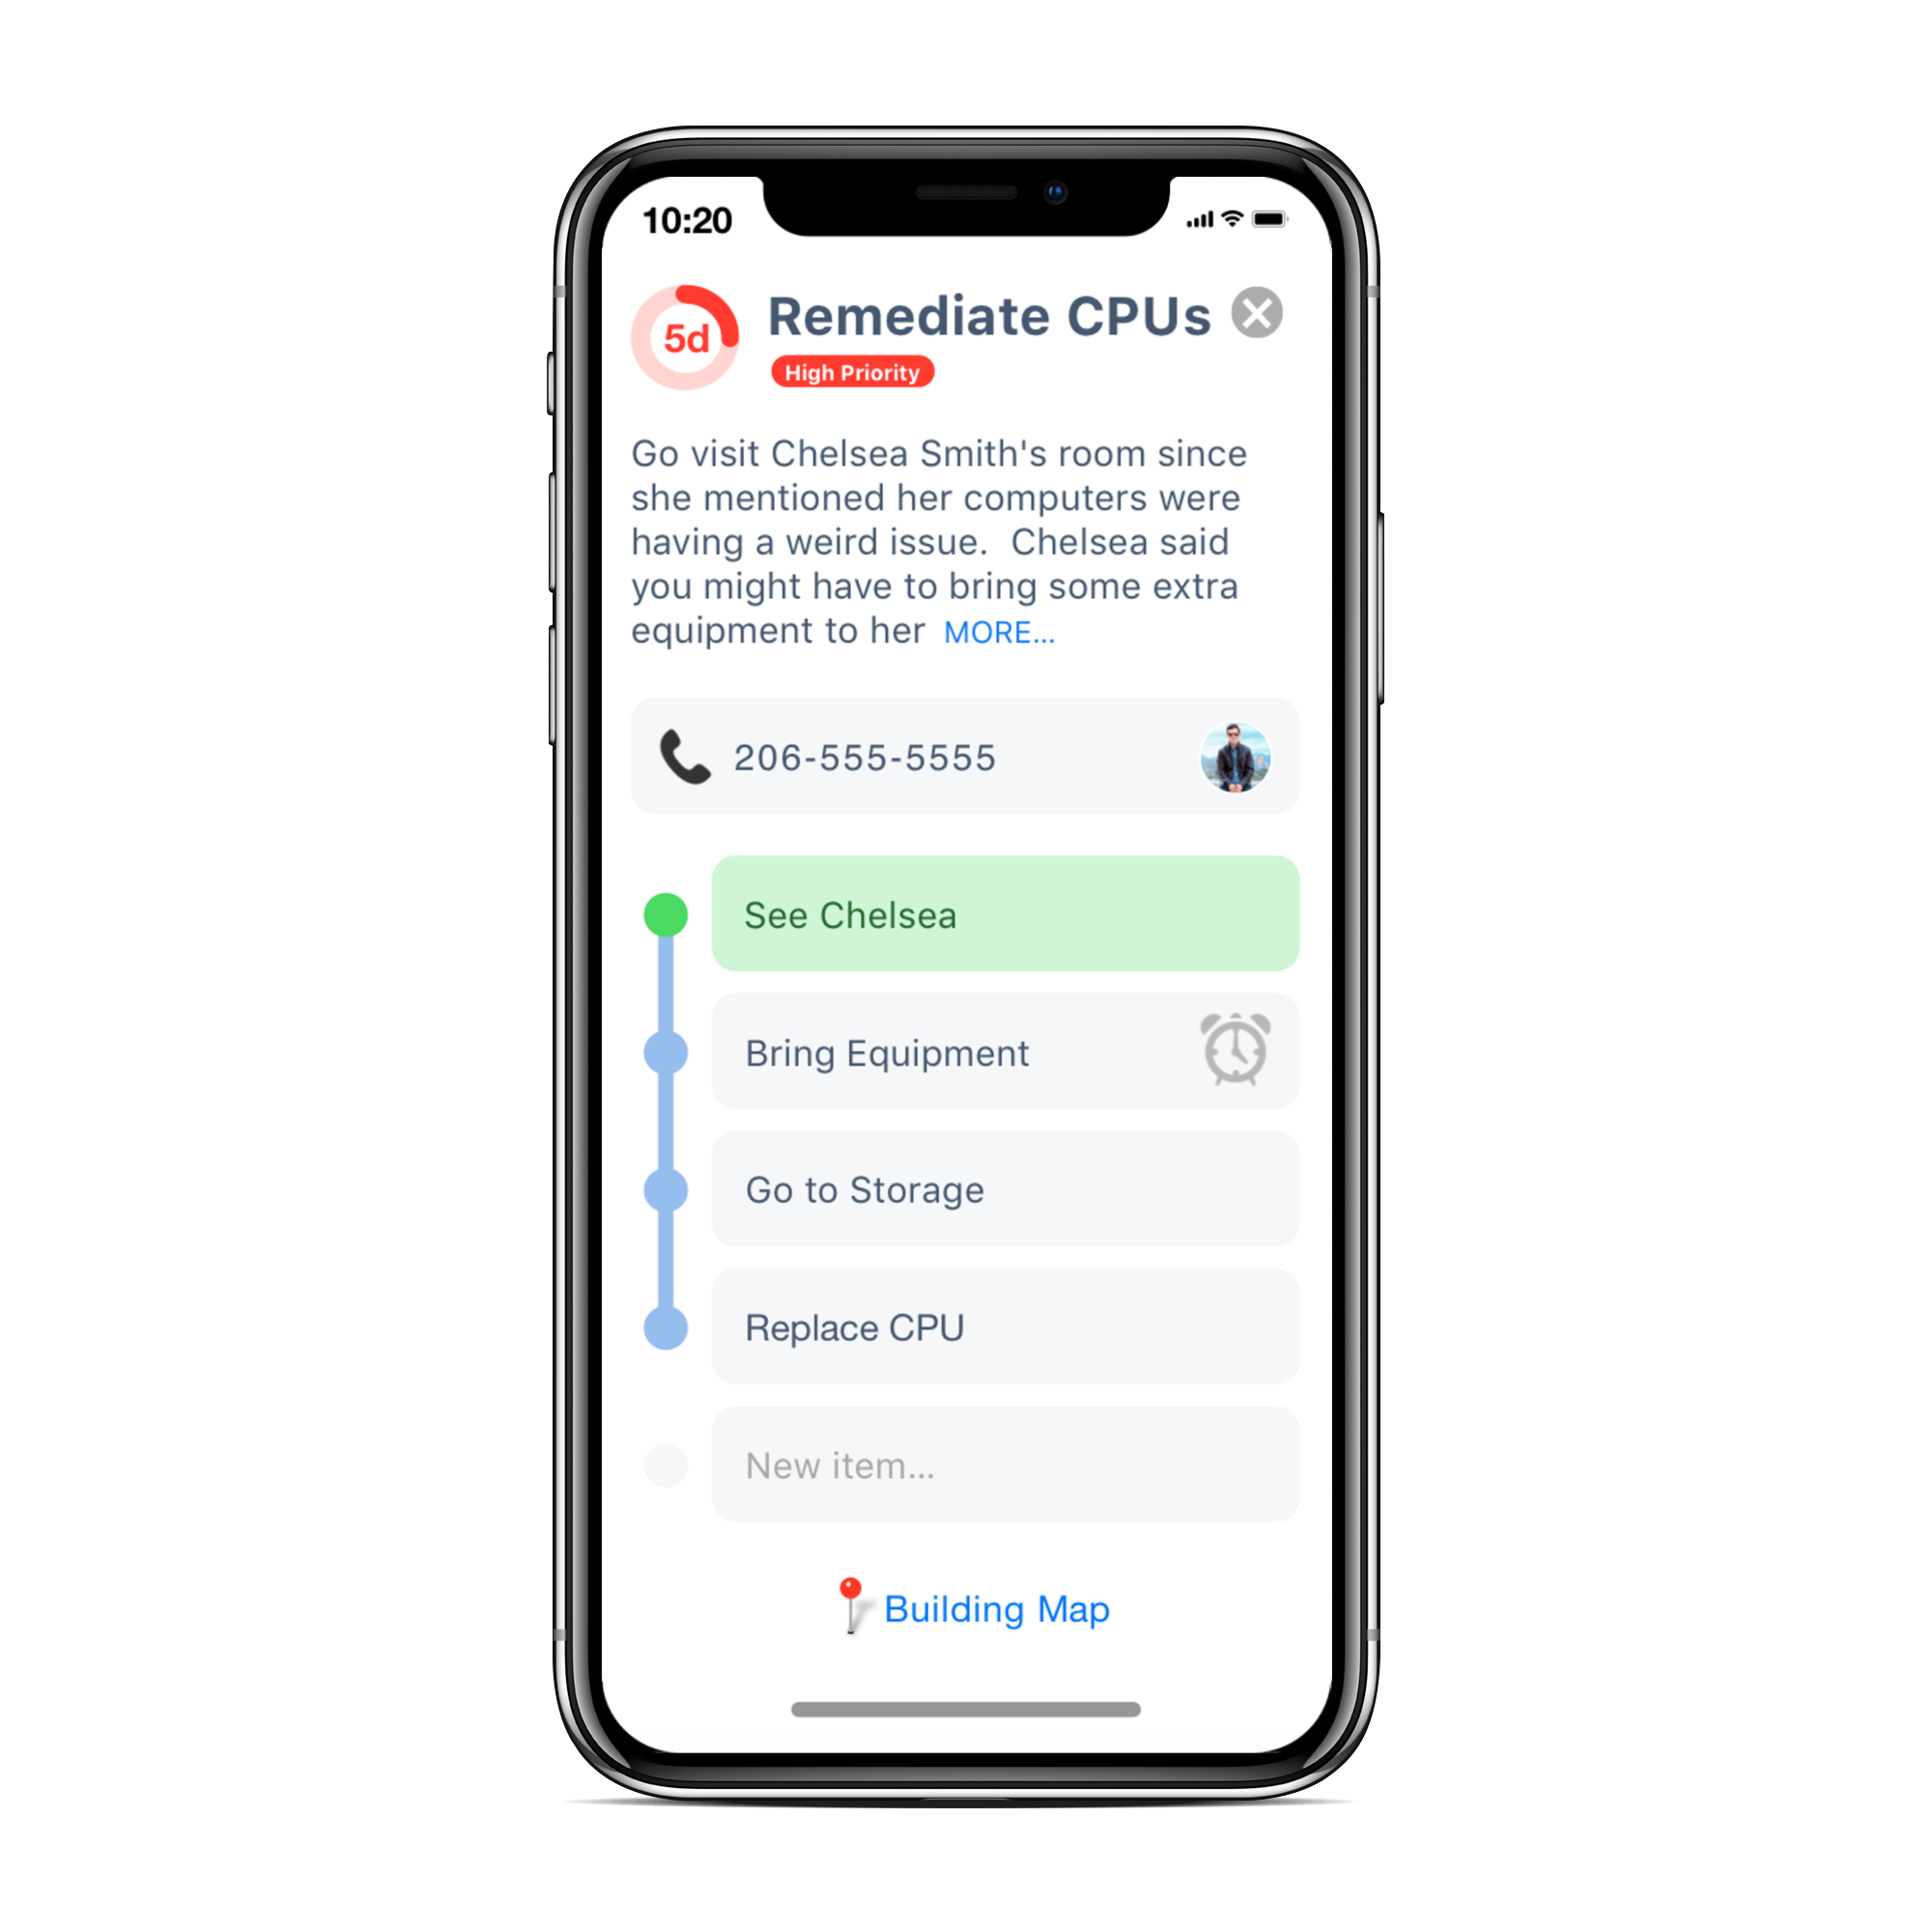 10:20
5d
Remediate CPUs
High Priority
Go visit Chelsea Smith's room since
she mentioned her computers were
having a weird issue.  Chelsea said
you might have to bring some extra
equipment to her MORE...
206-555-5555
See Chelsea
Bring Equipment
Go to Storage
Replace CPU
New item...
Building Map